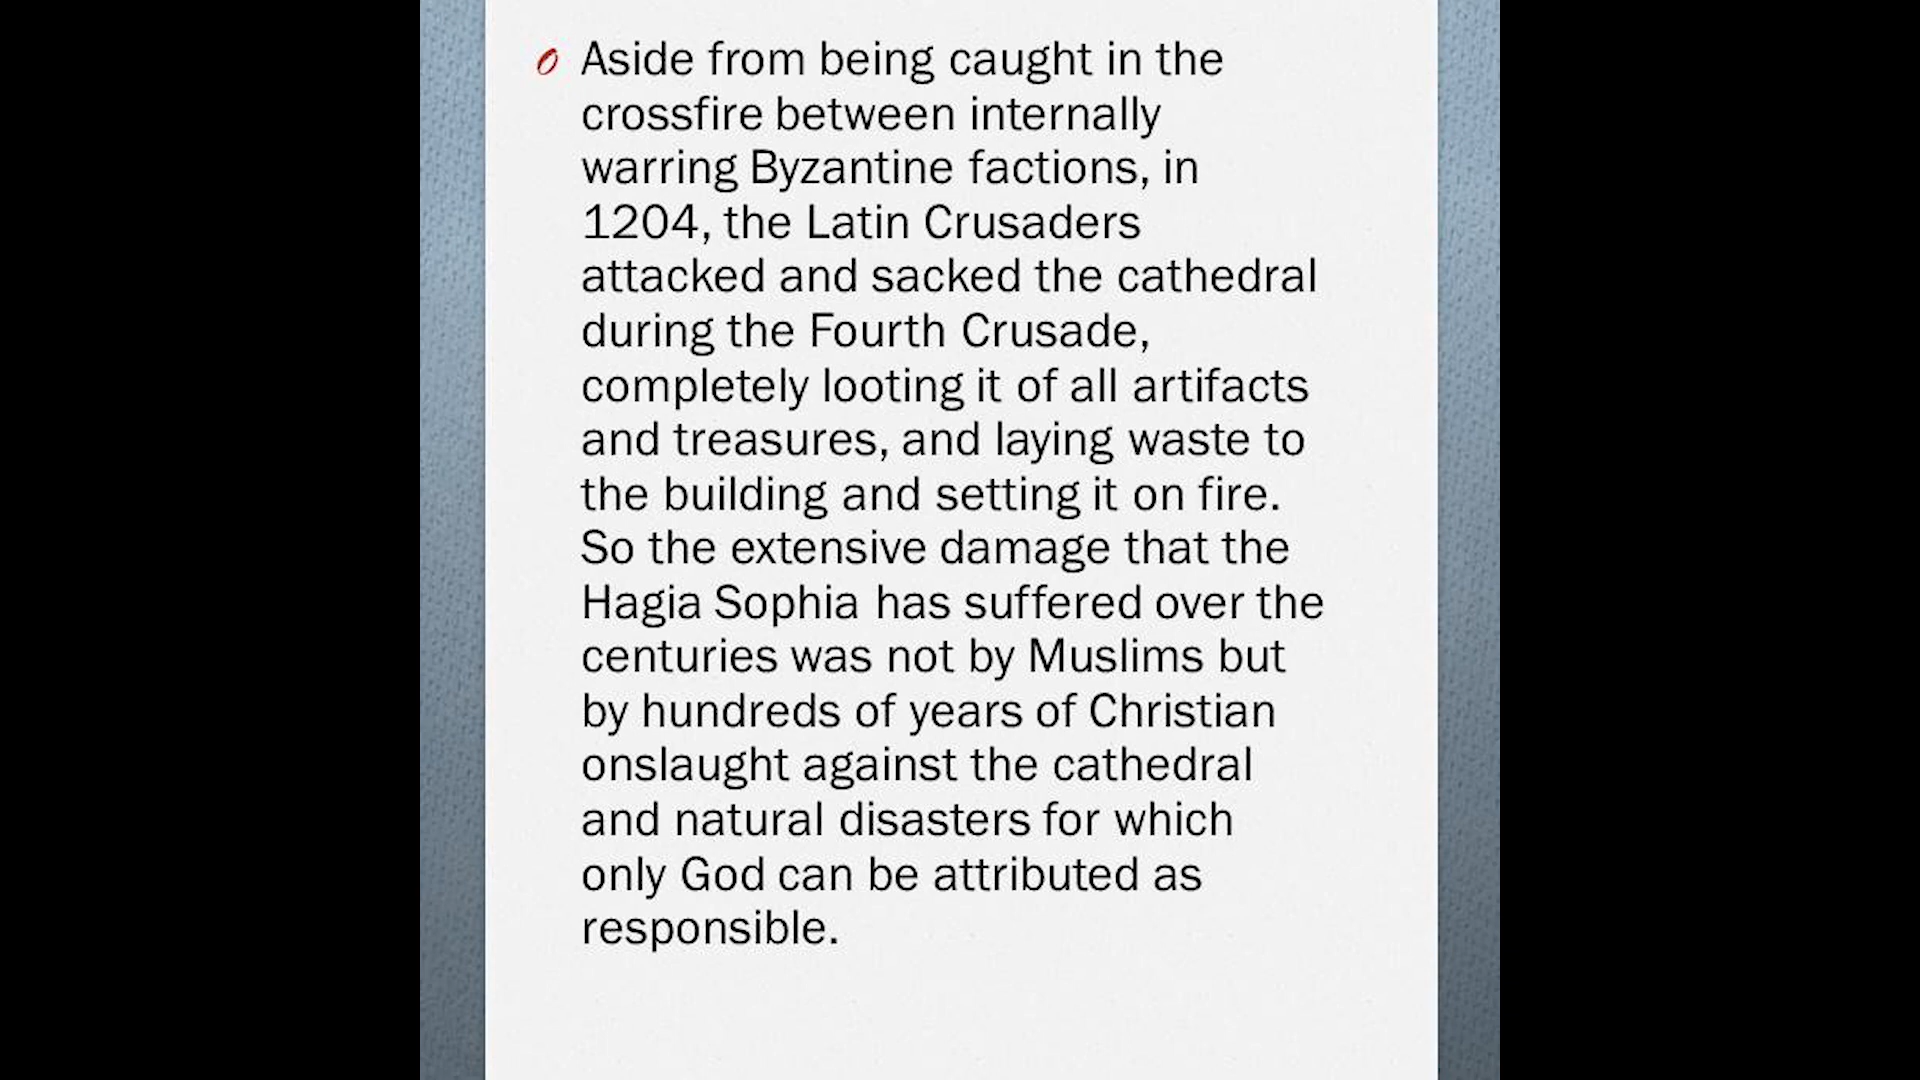 Aside from being caught in the
crossfire between internally
warring Byzantine factions, in
1204, the Latin Crusaders
attacked and sacked the cathedral
during the Fourth Crusade,
completely looting it of all artifacts
and treasures, and laying waste to
the building and setting it on fire.
So the extensive damage that the
Hagia Sophia has suffered over the
centuries was not by Muslims but
by hundreds of years of Christian
onslaught against the cathedral
and natural disasters for which
only God can be attributed as
responsible.